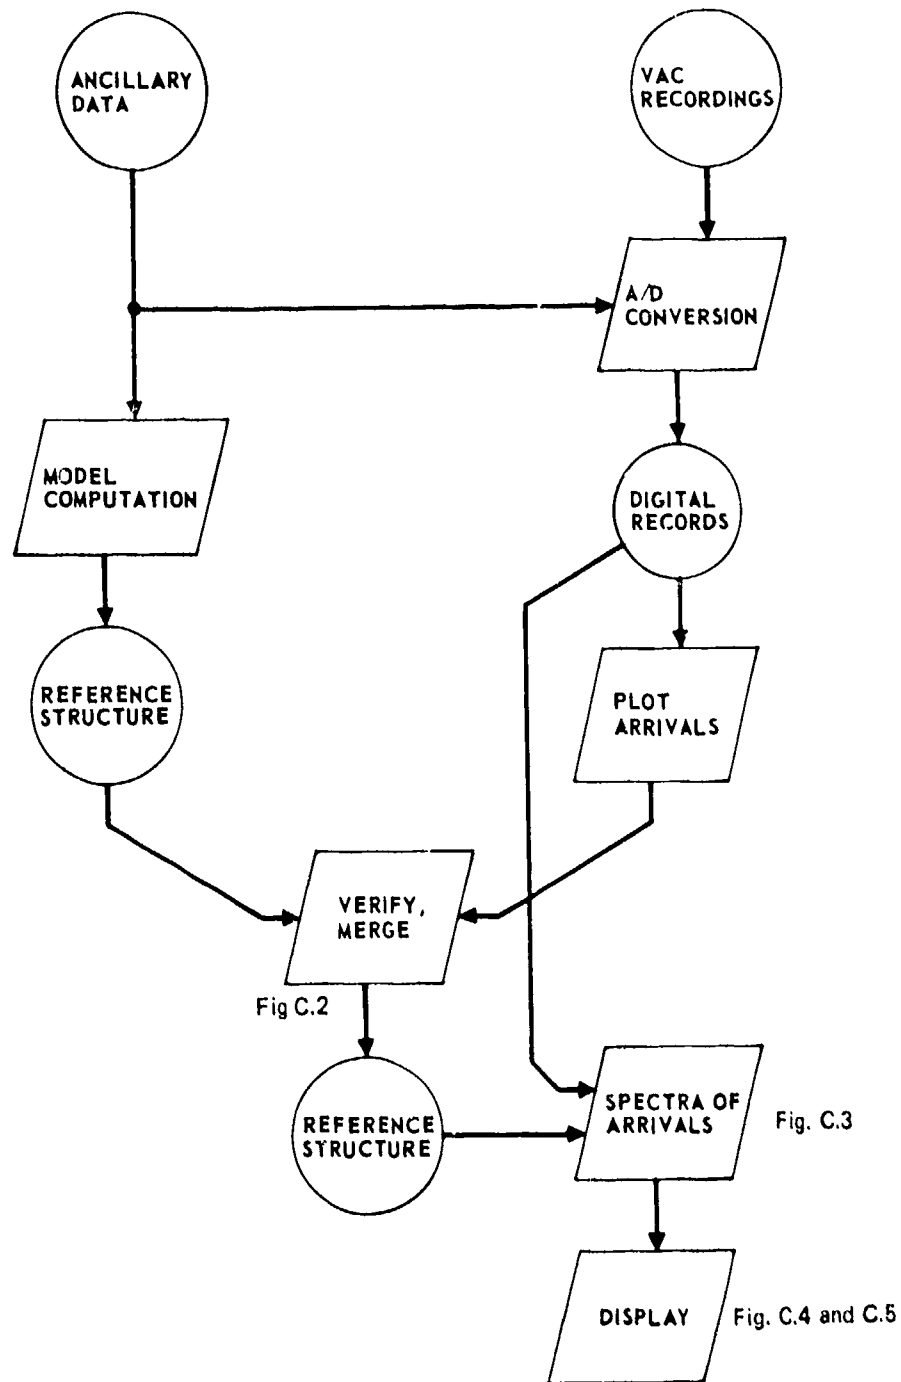 ANCILLARY
DATA
VAC
RECORDINGS
A/D
CONVERSION
MODEL
COMPUTATION
DIGITAL
RECORDS
REFERENCE
STRUCTURE
PLOT
ARRIVALS
VERIFY,
MERGE
Fig C.2
REFERENCE
STRUCTURE
SPECTRA OF
ARRIVALS
Fig. C.3
DISPLAY
Fig. C.4 and C.5